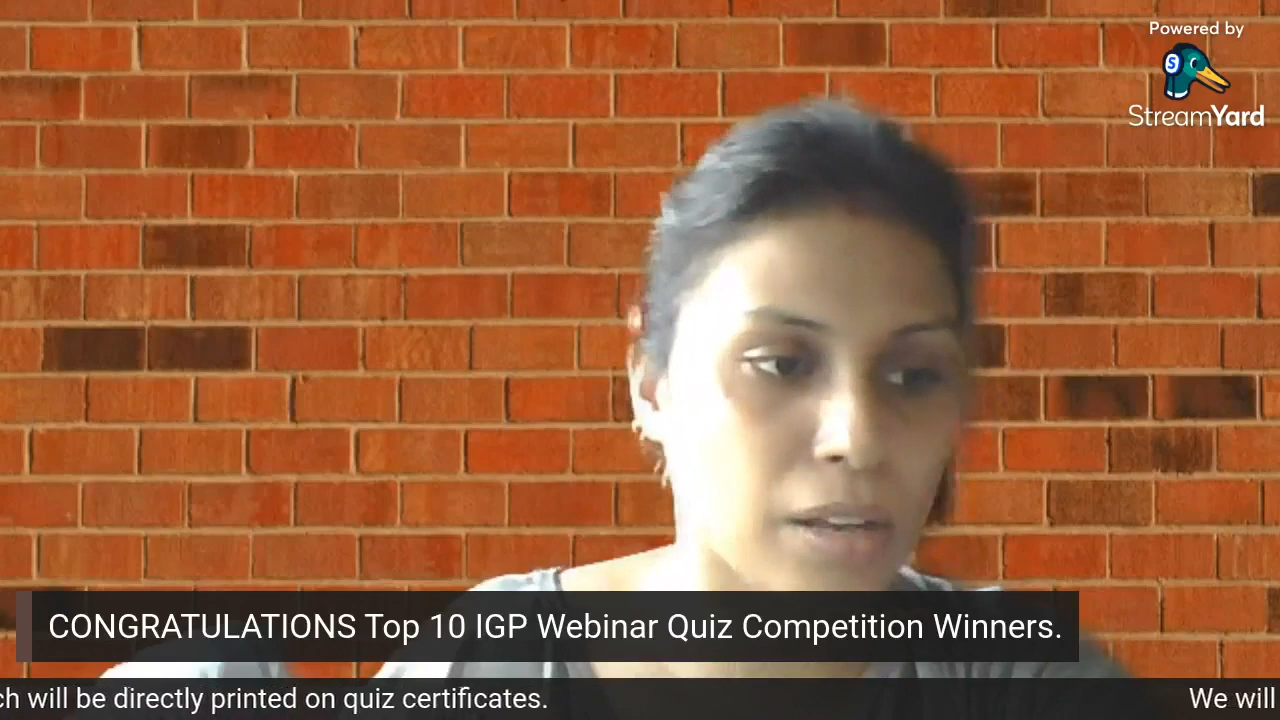 Powered by
StreamYard
CONGRATULATIONS Top 10 IGP Webinar Quiz Competition Winners.
ch will be directly printed on quiz certificates. We will